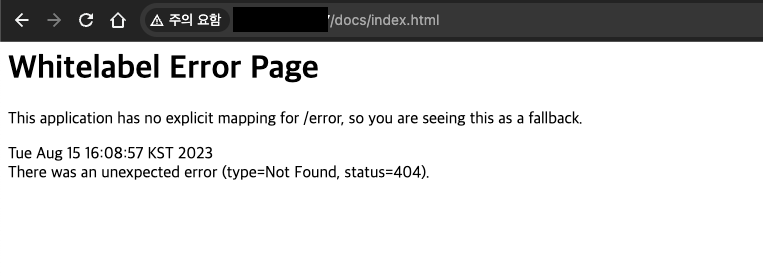 주의 요함 /docs/index.html
Whitelabel Error Page
This application has no explicit mapping for /error, so you are seeing this as a fallback.
Tue Aug 15 16:08:57 KST 2023
There was an unexpected error (type=Not Found, status=404).